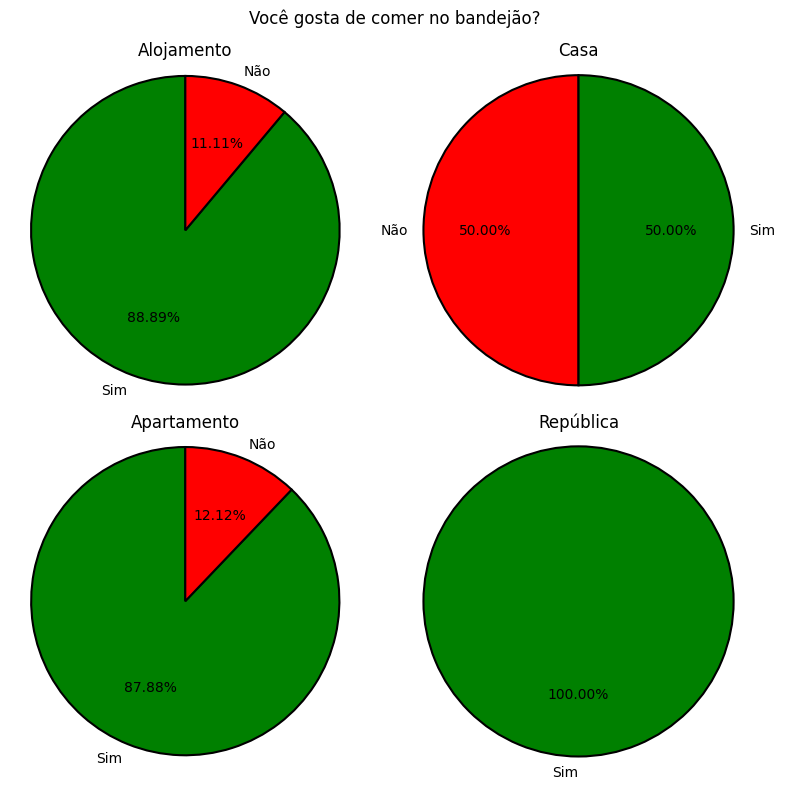 Você gosta de comer no bandejão?
Alojamento
Não
11.11%
88.89%
Sim
Casa
Não
50.00%
50.00%
Sim
Apartamento
Não
12.12%
87.88%
Sim
República
100.00%
Sim